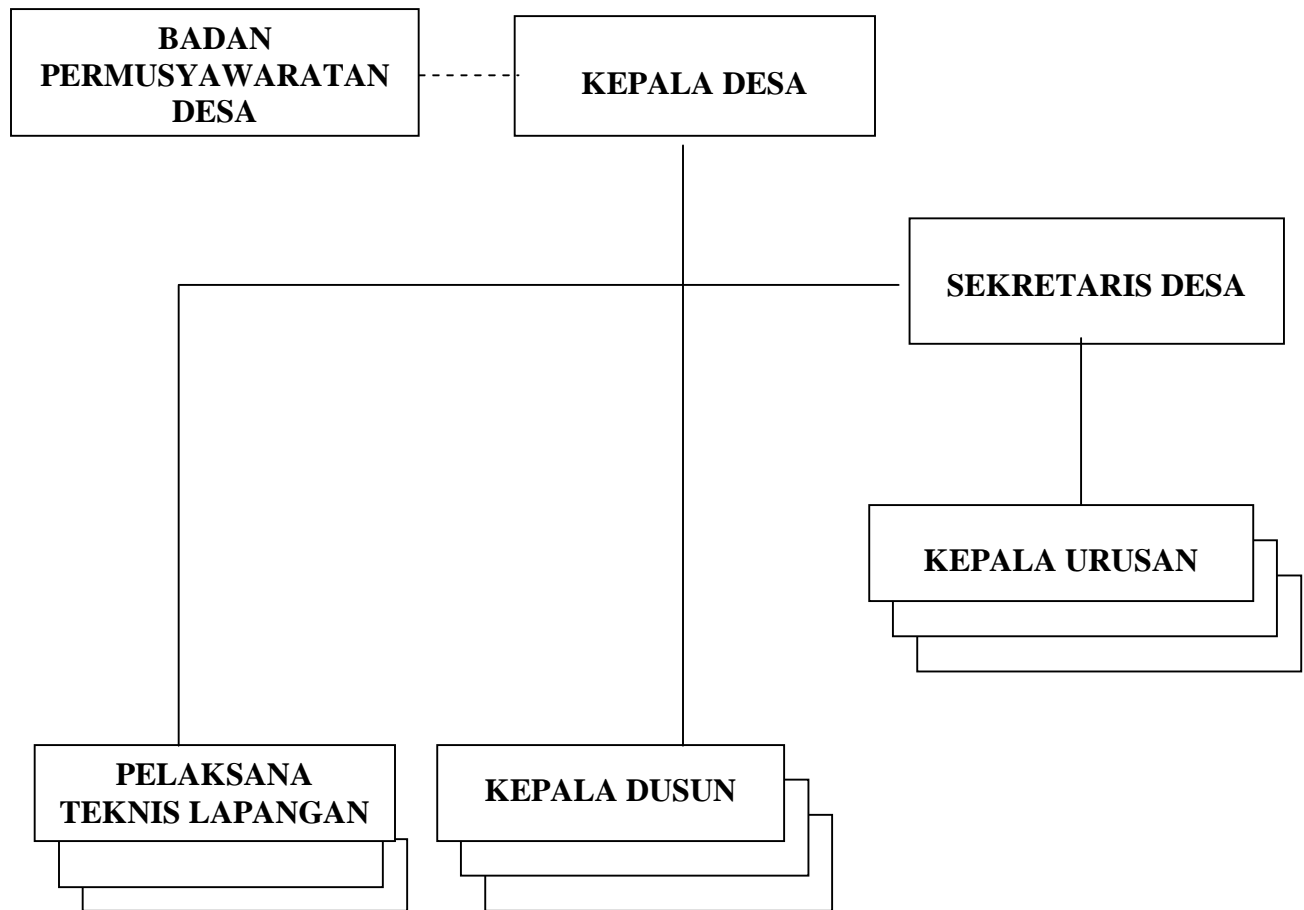 BADAN
PERMUSYAWARATAN
DESA
KEPALA DESA
SEKRETARIS DESA
KEPALA URUSAN
PELAKSANA
TEKNIS LAPANGAN
KEPALA DUSUN